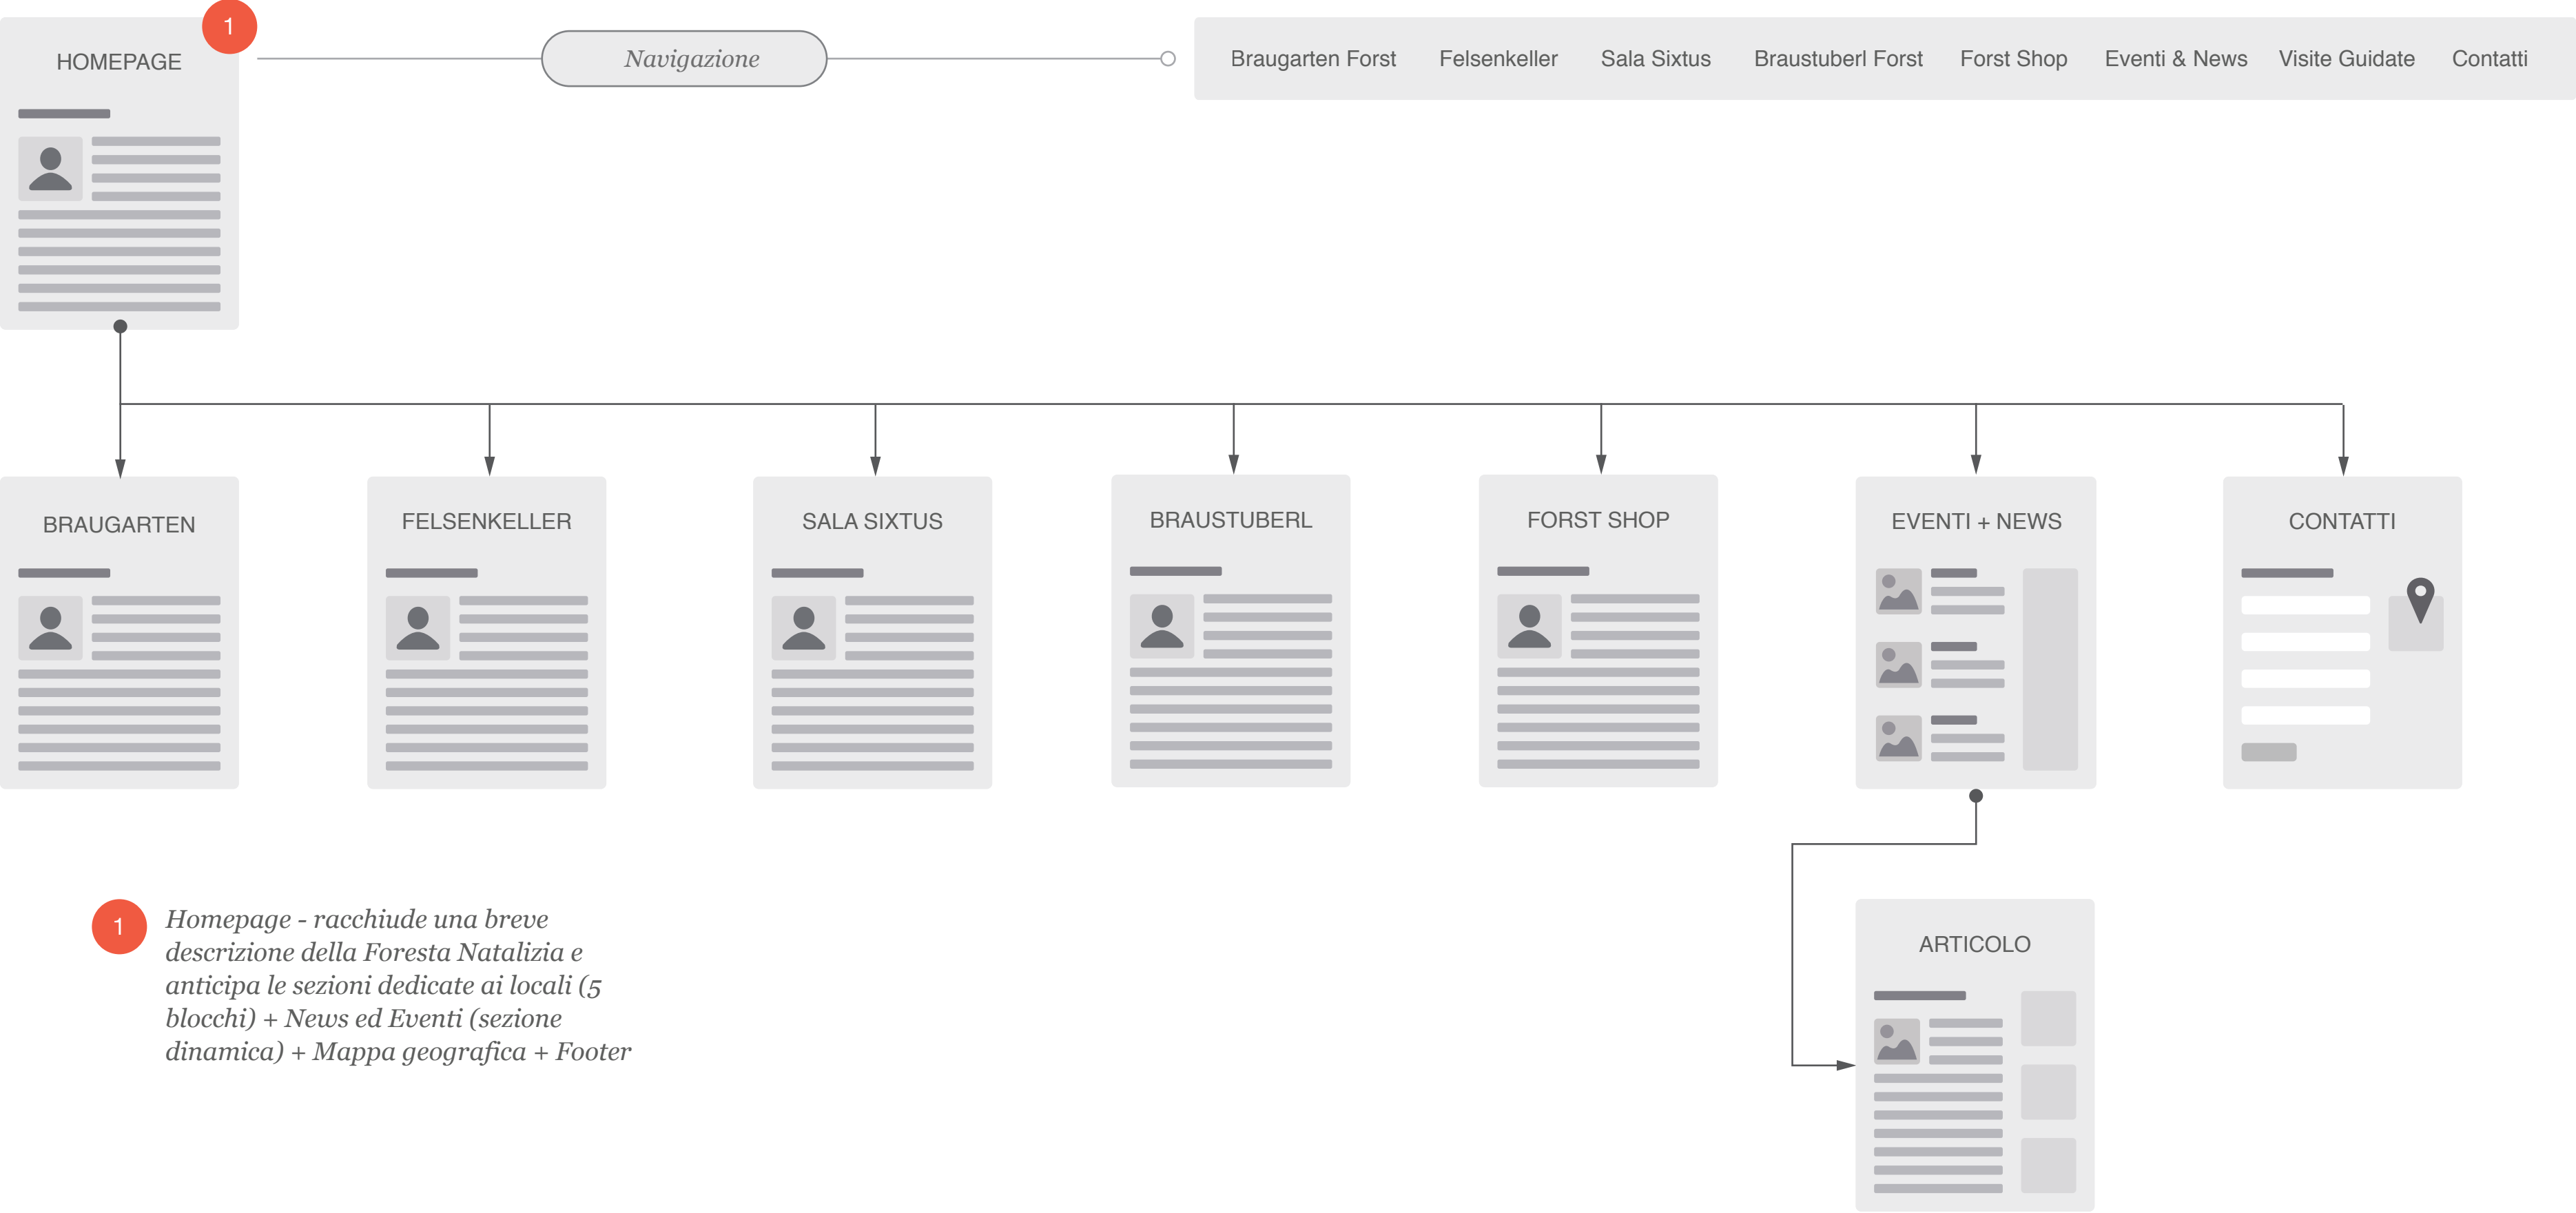 1
HOMEPAGE
Navigazione
Braugarten Forst Felsenkeller Sala Sixtus Braustuberl Forst Forst Shop Eventi & News Visite Guidate Contatti
BRAUGARTEN
FELSENKELLER
SALA SIXTUS
BRAUSTUBERL
FORST SHOP
EVENTI + NEWS
CONTATTI
1
Homepage - racchiude una breve
descrizione della Foresta Natalizia e
anticipa le sezioni dedicate ai locali (5
blocchi) + News ed Eventi (sezione
dinamica) + Mappa geografica + Footer
ARTICOLO